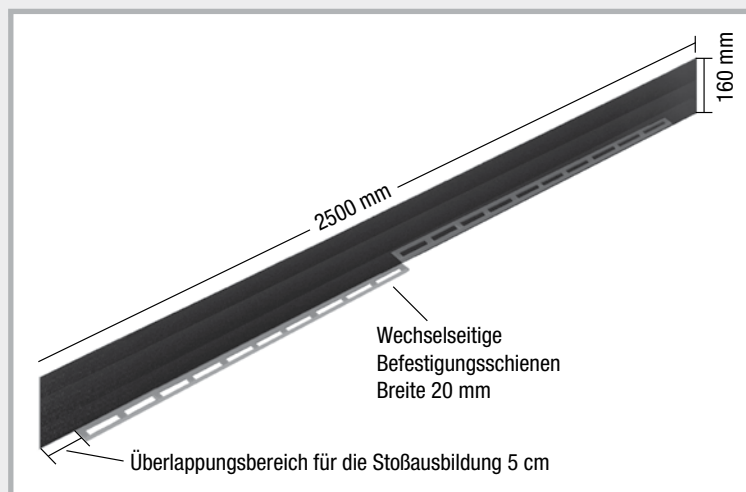 160 mm
2500 mm
Wechselseitige
Befestigungsschienen
Breite 20 mm
Überlappungsbereich für die Stoßausbildung 5 cm